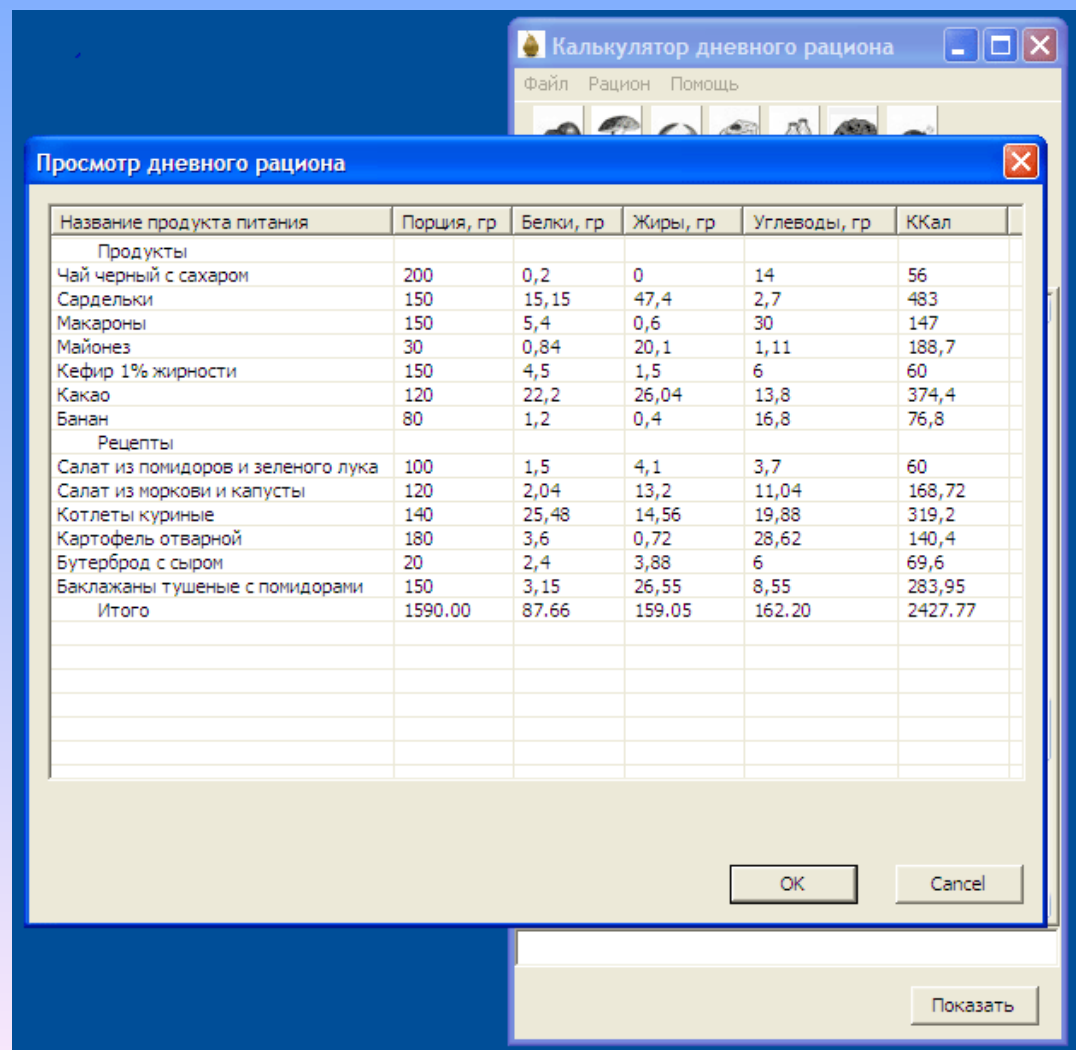 Калькулятор дневного рациона
Файл Рацион Помощь
Просмотр дневного рациона
Название продукта питания Порция, гр Белки, гр Жиры, гр Углеводы, гр ККал
Продукты
Чай черный с сахаром 200 0,2 0 14 56
Сардельки 150 15,15 47,4 2,7 483
Макароны 150 5,4 0,6 30 147
Майонез 30 0,84 20,1 1,11 188,7
Кефир 1% жирности 150 4,5 1,5 6 60
Какао 120 22,2 26,04 13,8 374,4
Банан 80 1,2 0,4 16,8 76,8
Рецепты
Салат из помидоров и зеленого лука 100 1,5 4,1 3,7 60
Салат из моркови и капусты 120 2,04 13,2 11,04 168,72
Котлеты куриные 140 25,48 14,56 19,88 319,2
Картофель отварной 180 3,6 0,72 28,62 140,4
Бутерброд с сыром 20 2,4 3,88 6 69,6
Баклажаны тушеные с помидорами 150 3,15 26,55 8,55 283,95
Итого 1590.00 87.66 159.05 162.20 2427.77
OK Cancel
Показать